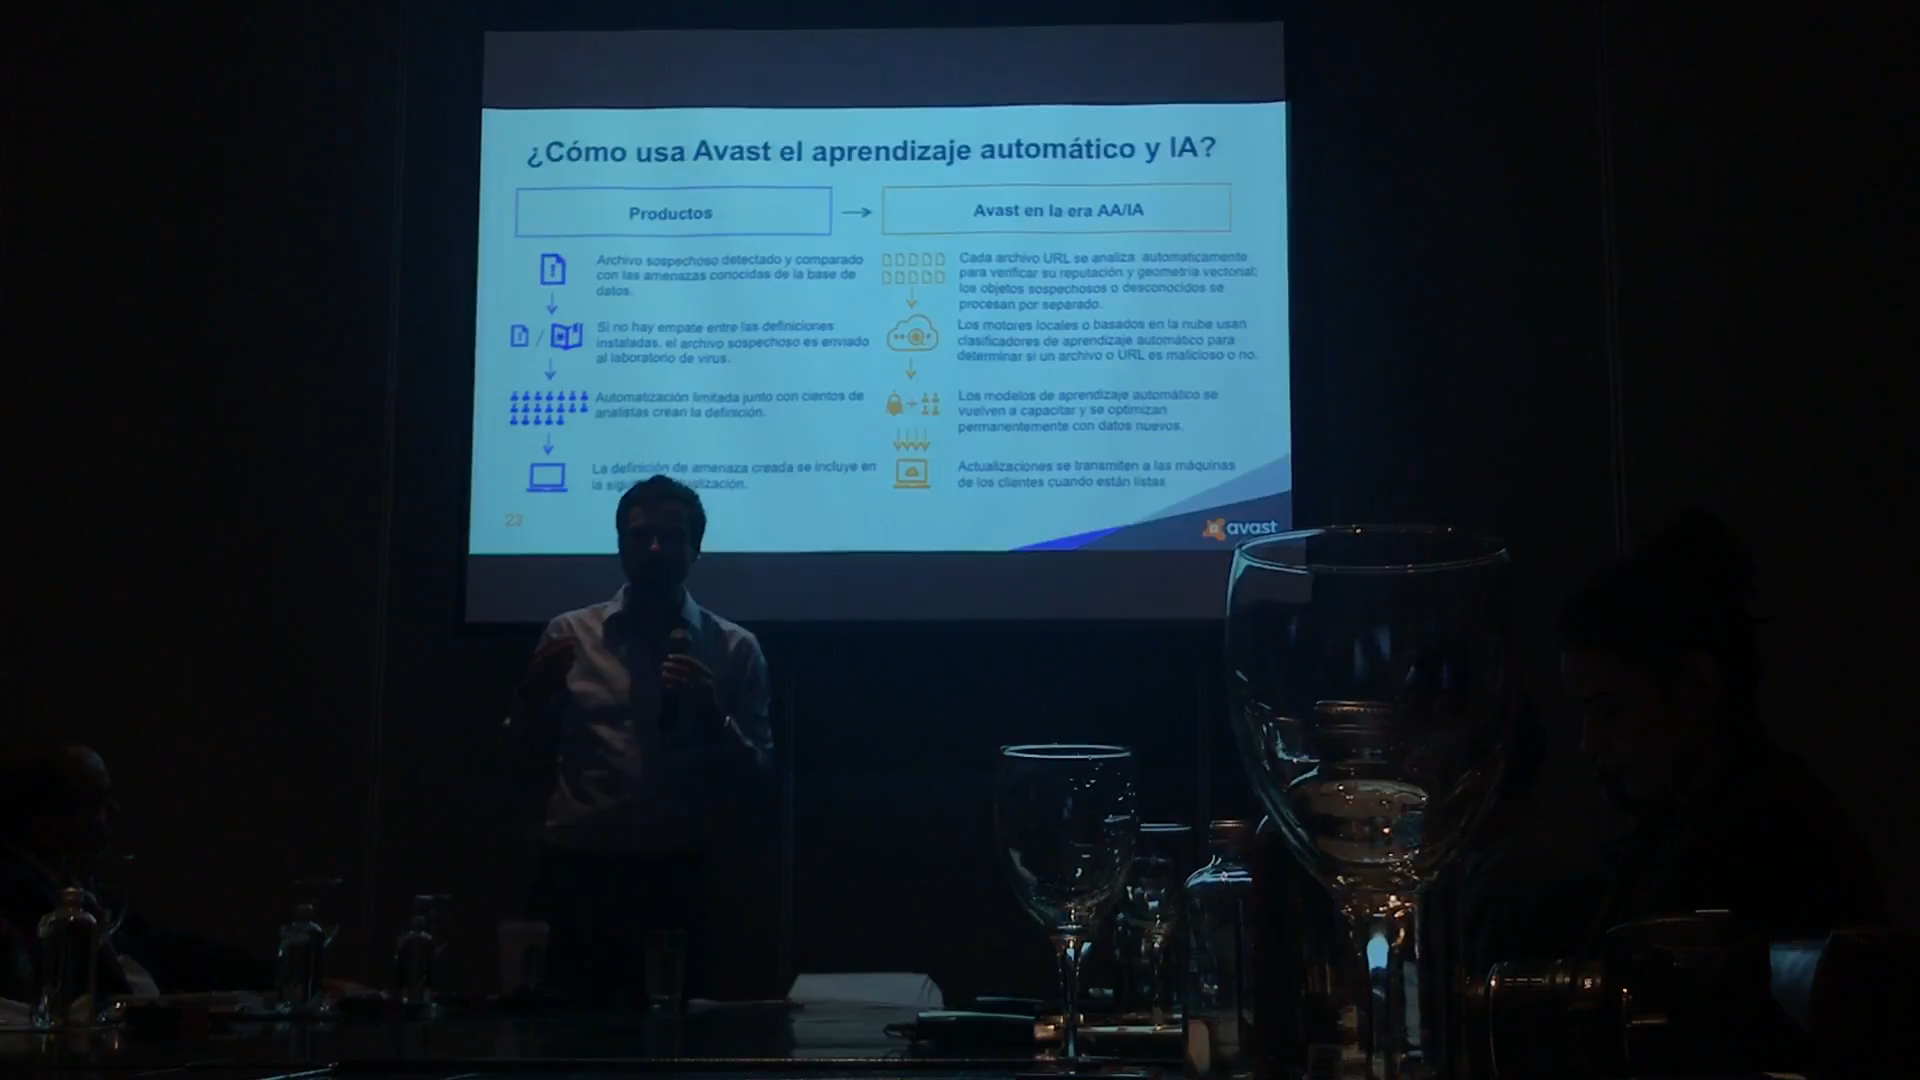 ¿Cómo usa Avast el aprendizaje automático y IA?
Productos
Archivo sospechoso detectado y comparado
con las amenazas conocidas de la base de
datos.
Si no hay empate entre las definiciones
instaladas, el archivo sospechoso es enviado
al laboratorio de virus.
Automatización limitada junto con cientos de
analistas crean la definición.
La definición de amenaza creada se incluye en
la
Avast en la era AA/IA
Cada archivo URL se analiza automaticamente
para verificar su reputación y geometría vectorial;
los objetos sospechosos o desconocidos se
procesan por separado.
Los motores locales o basados en la nube usan
clasificadores de aprendizaje automático para
determinar si un archivo o URL es malicioso o no.
Los modelos de aprendizaje automático se
vuelven a capacitar y se optimizan
permanentemente con datos nuevos.
Actualizaciones se transmiten a las máquinas
de los clientes cuando están listas
23
avast